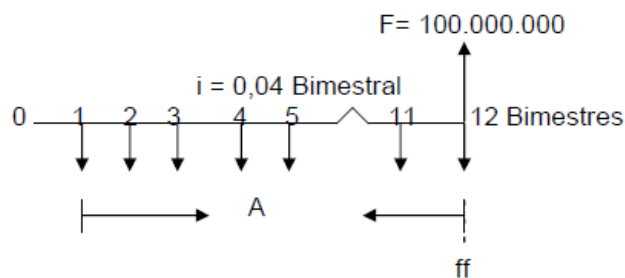 F= 100.000.000
i = 0,04 Bimestral
0 1 2 3 4 5 11 12 Bimestres
A
ff